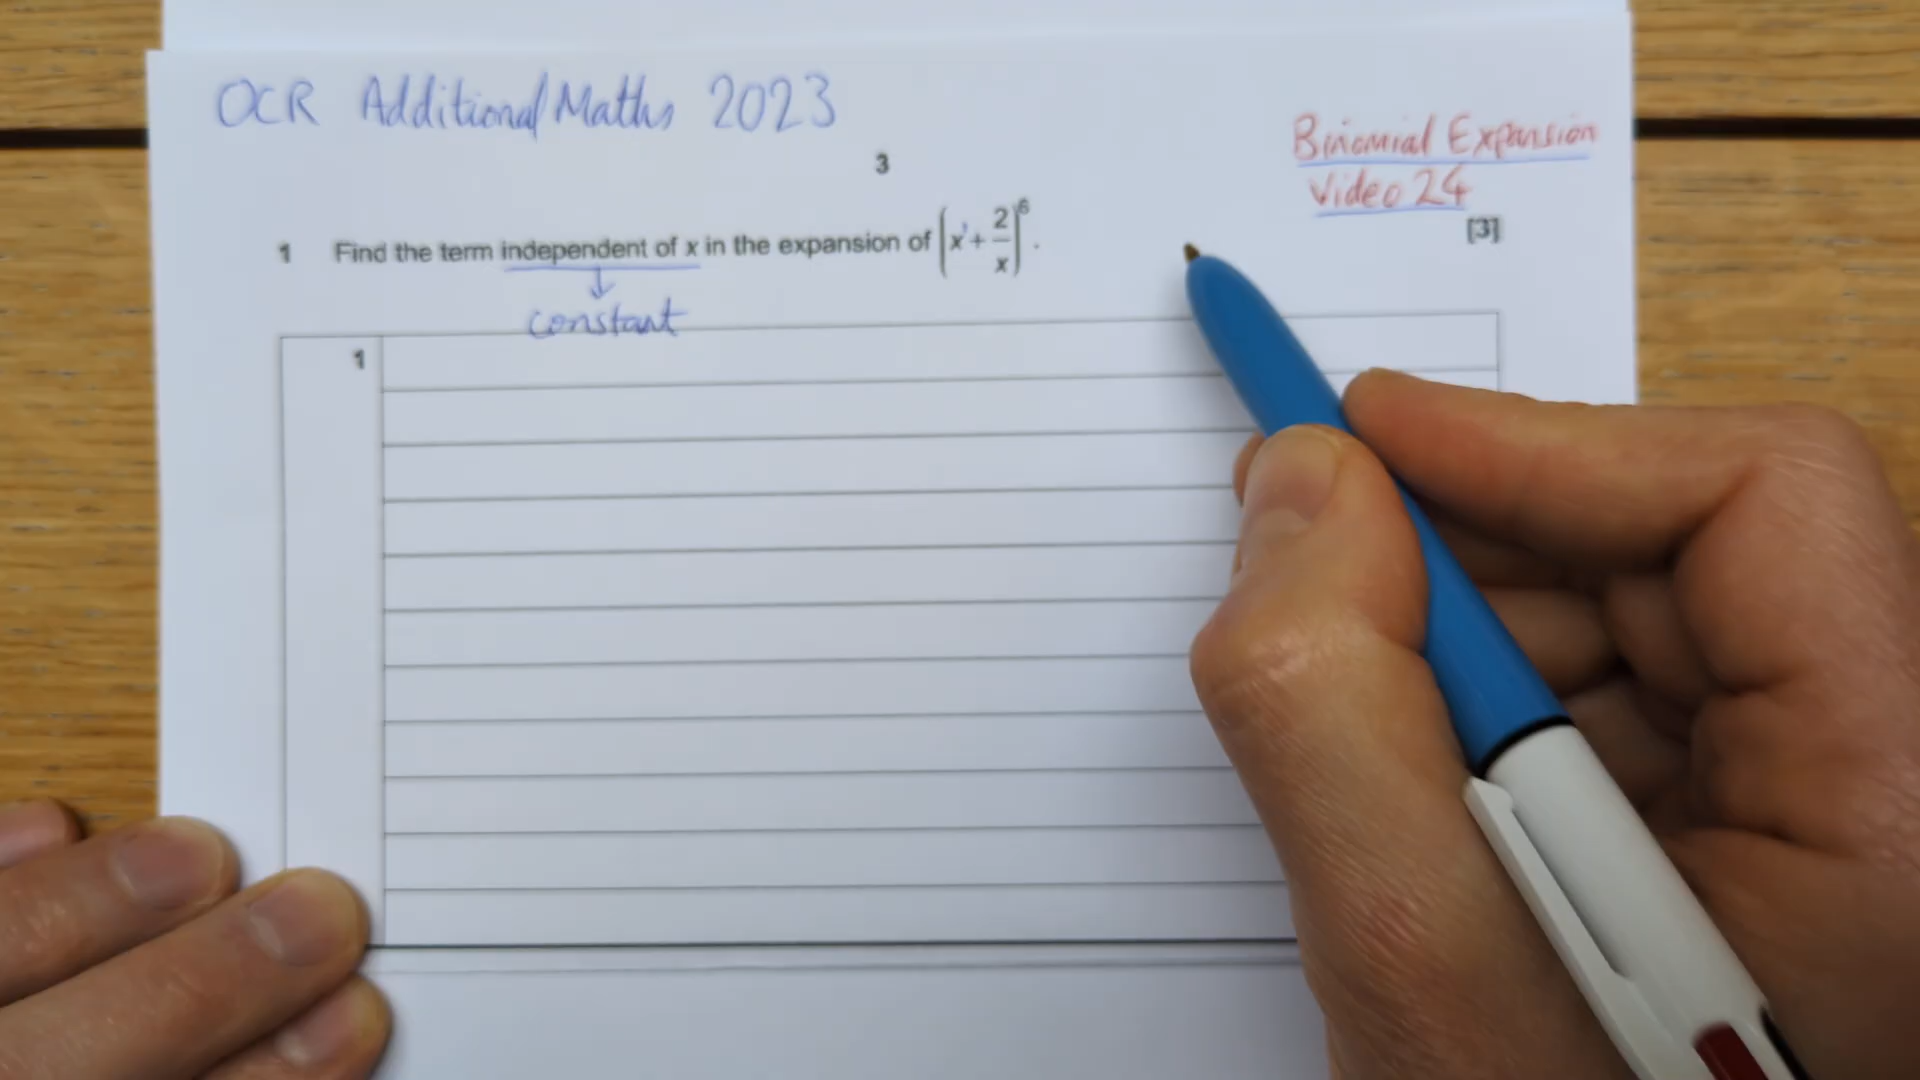 OCR Additional Maths 2023
Binomial Expansion
Video 24
3
1 Find the term independent of x in the expansion of (x¹ + 2/x)⁶. [3]
↓
constant
1